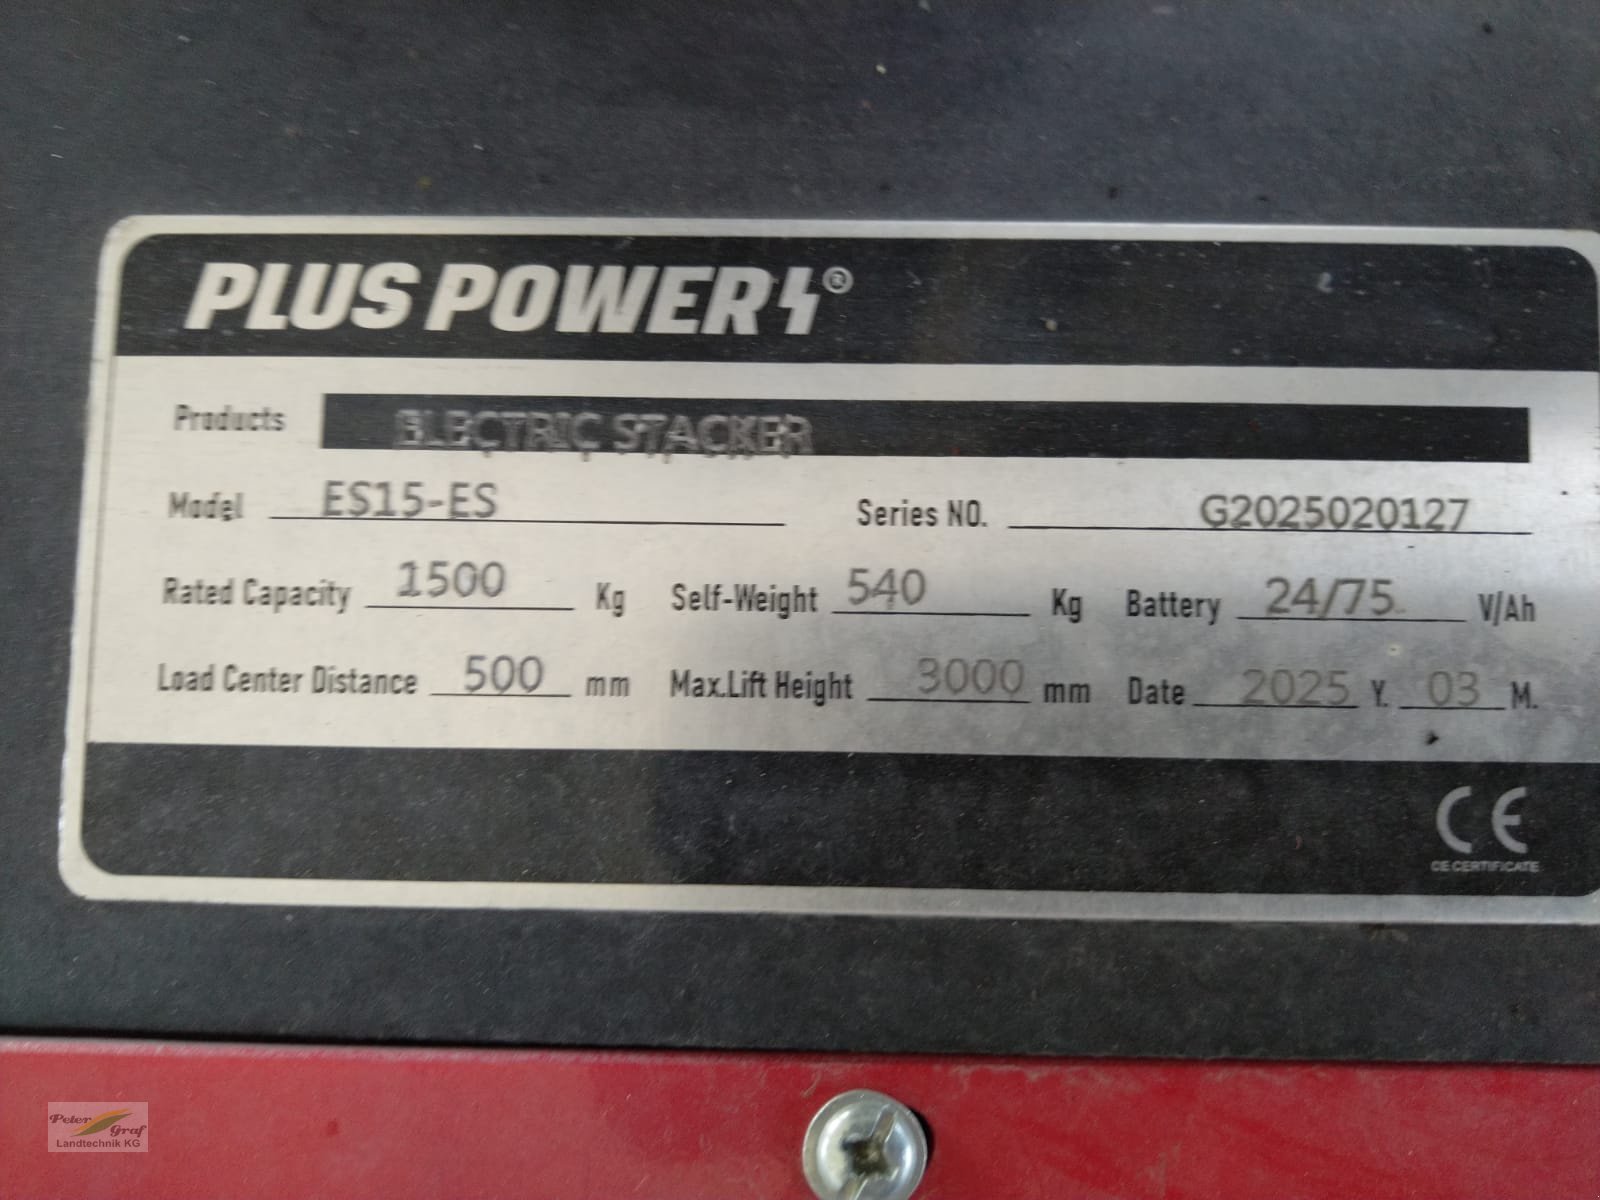 PLUS POWER ®
Products ELECTRIC STACKER
Model ES15-ES Series NO. G2025020127
Rated Capacity 1500 Kg Self-Weight 540 Kg Battery 24/75 V/Ah
Load Center Distance 500 mm Max.Lift Height 3000 mm Date 2025 Y. 03 M.
CE
CE CERTIFICATE
Peter Graf
Landtechnik KG